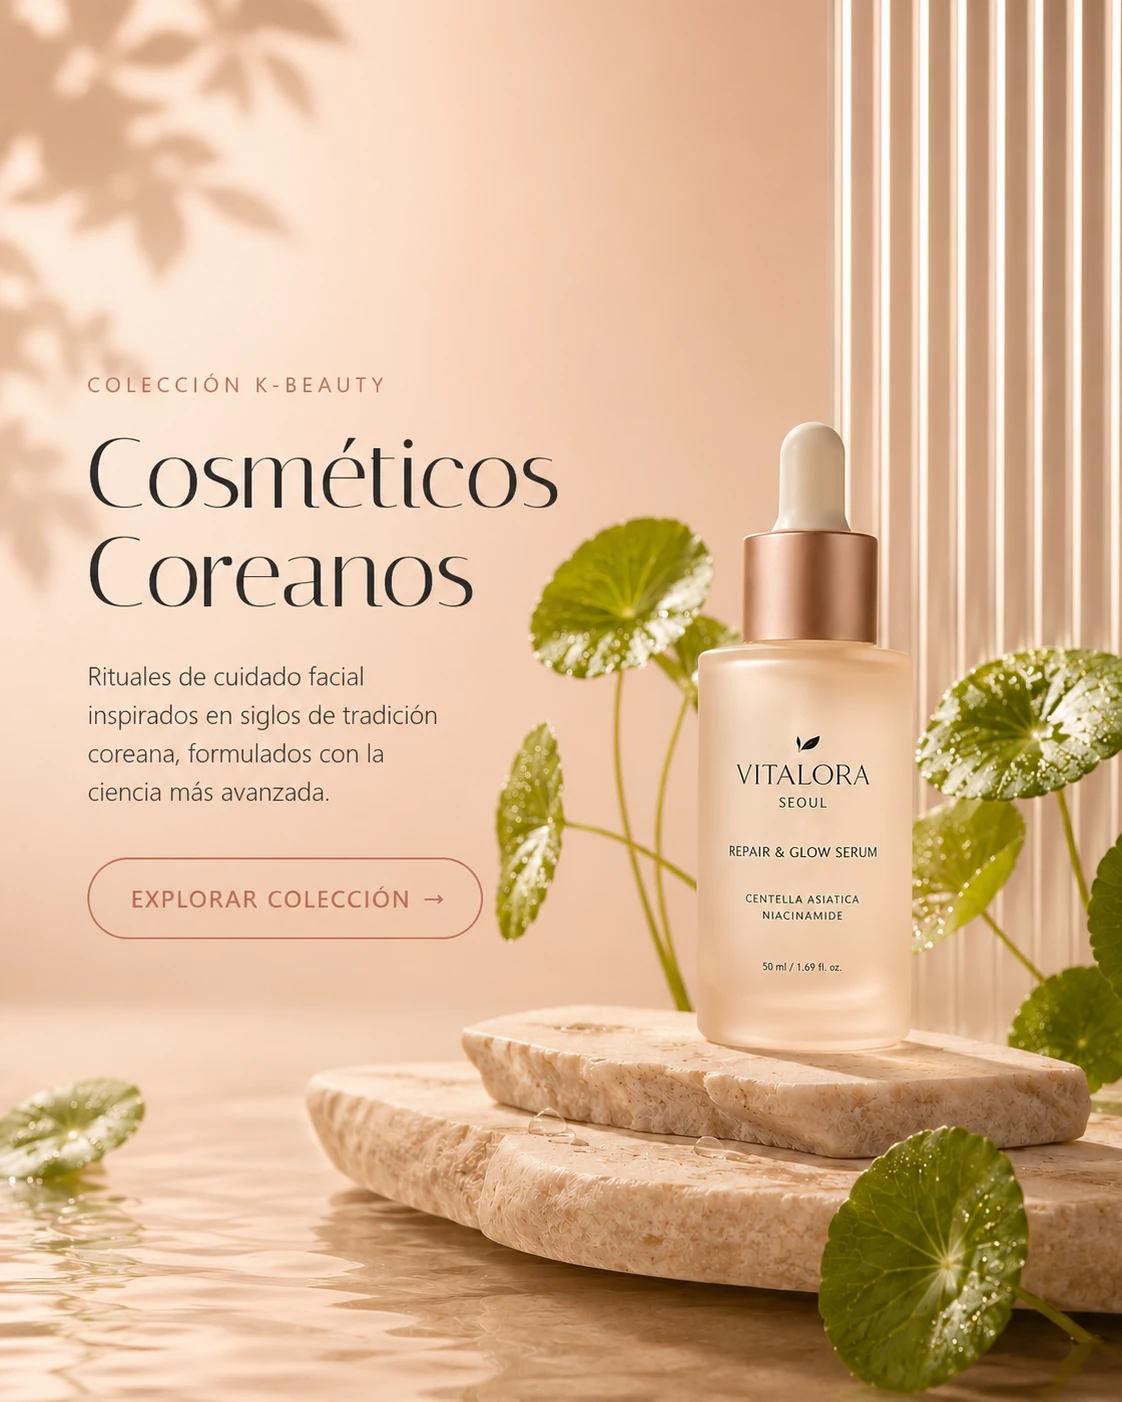 COLECCIÓN K-BEAUTY
Cosméticos
Coreanos
Rituales de cuidado facial
inspirados en siglos de tradición
coreana, formulados con la
ciencia más avanzada.
EXPLORAR COLECCIÓN →
VITALORA
SEOUL
REPAIR & GLOW SERUM
CENTELLA ASIATICA
NIACINAMIDE
50 ml / 1.69 fl. oz.